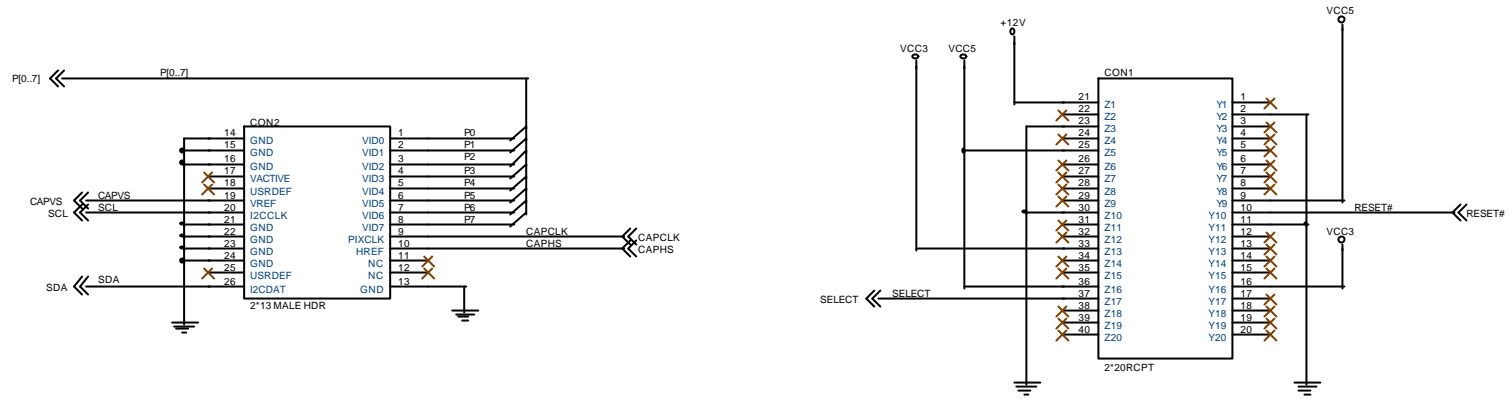 P[0..7]
P[0..7]
CON2
14 GND VID0 1 P0
15 GND VID1 2 P1
16 GND VID2 3 P2
17 VACTIVE VID3 4 P3
18 USRDEF VID4 5 P4
CAPVS CAPVS 19 VREF VID5 6 P5
SCL SCL 20 I2CCLK VID6 7 P6
21 GND VID7 8 P7
22 GND PIXCLK 9 CAPCLK CAPCLK
23 GND HREF 10 CAPHS CAPHS
24 GND NC 11
25 USRDEF NC 12
SDA SDA 26 I2CDAT GND 13
2*13 MALE HDR
VCC5
+12V
VCC3 VCC5
CON1
21 Z1 Y1 1
22 Z2 Y2 2
23 Z3 Y3 3
24 Z4 Y4 4
25 Z5 Y5 5
26 Z6 Y6 6
27 Z7 Y7 7
28 Z8 Y8 8
29 Z9 Y9 9
30 Z10 Y10 10 RESET# RESET#
31 Z11 Y11 11
32 Z12 Y12 12
VCC3
33 Z13 Y13 13
34 Z14 Y14 14
35 Z15 Y15 15
36 Z16 Y16 16
SELECT SELECT 37 Z17 Y17 17
38 Z18 Y18 18
39 Z19 Y19 19
40 Z20 Y20 20
2*20RCPT